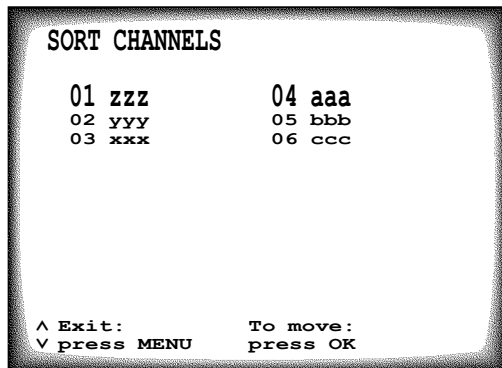 SORT CHANNELS
01 zzz 04 aaa
02 yyy 05 bbb
03 xxx 06 ccc
∧ Exit: To move:
∨ press MENU press OK